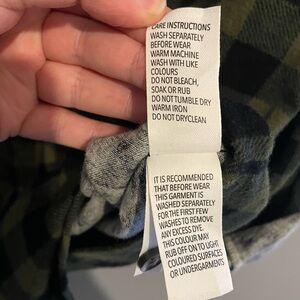 CARE INSTRUCTIONS
WASH SEPARATELY
BEFORE WEAR
WARM MACHINE
WASH WITH LIKE
COLOURS
DO NOT BLEACH,
SOAK OR RUB
DO NOT TUMBLE DRY
WARM IRON
DO NOT DRYCLEAN
IT IS RECOMMENDED
THAT BEFORE WEAR
THIS GARMENT IS
WASHED SEPARATELY
FOR THE FIRST FEW
WASHES TO REMOVE
ANY EXCESS DYE.
THIS COLOUR MAY
RUB OFF ON TO LIGHT
COLOURED SURFACES
OR UNDERGARMENTS